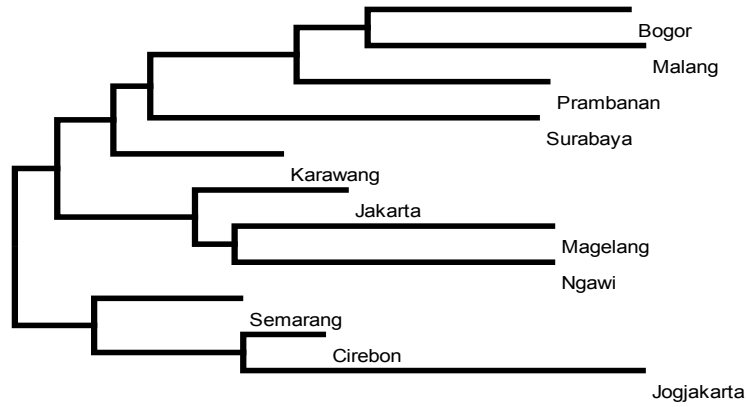 Bogor
Malang
Prambanan
Surabaya
Karawang
Jakarta
Magelang
Ngawi
Semarang
Cirebon
Jogjakarta